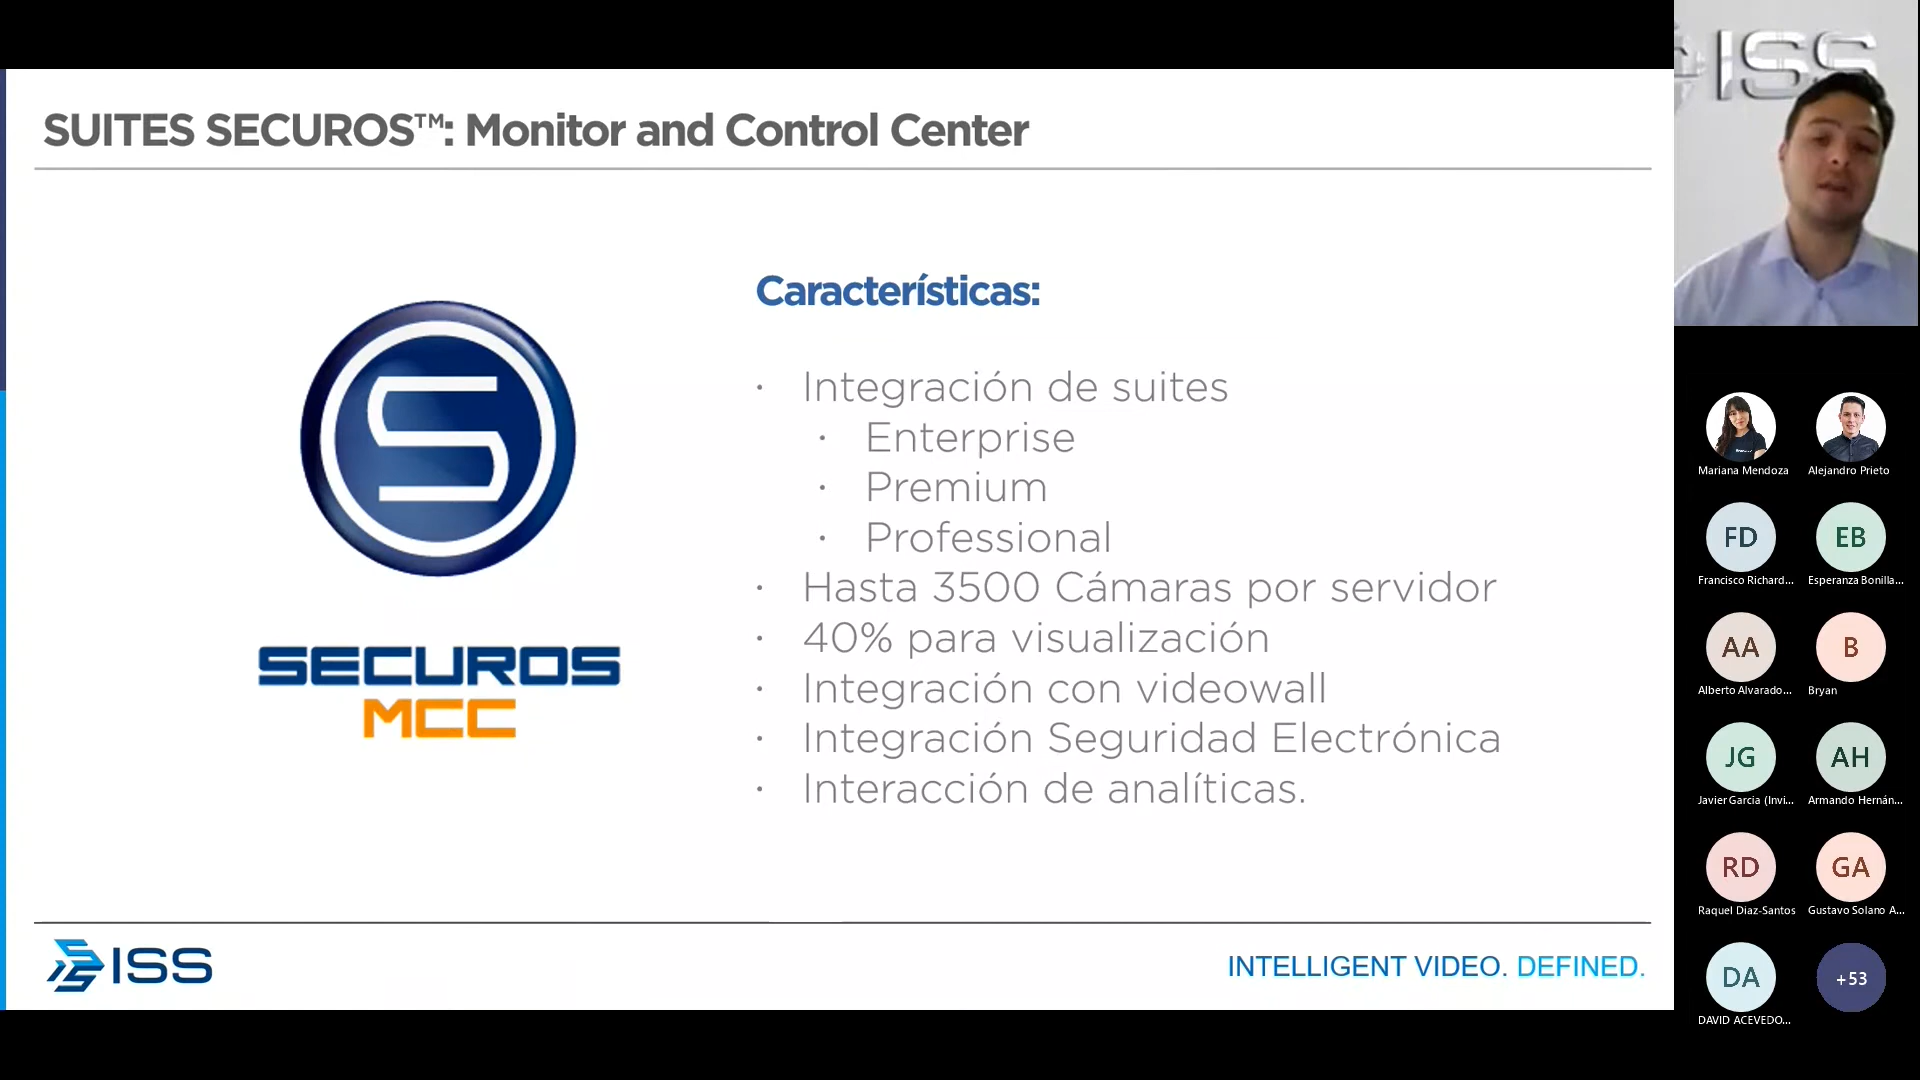 SUITES SECUROS™: Monitor and Control Center
Características:
· Integración de suites
· Enterprise
· Premium
· Professional
· Hasta 3500 Cámaras por servidor
· 40% para visualización
· Integración con videowall
· Integración Seguridad Electrónica
· Interacción de analíticas.
S
SECUROS
MCC
ISS
INTELLIGENT VIDEO. DEFINED.
ISS
Mariana Mendoza
Alejandro Prieto
FD
EB
Francisco Richard...
Esperanza Bonilla...
AA
B
Alberto Alvarado...
Bryan
JG
AH
Javier Garcia (Invi...
Armando Hernán...
RD
GA
Raquel Diaz-Santos
Gustavo Solano A...
DA
+53
DAVID ACEVEDO...